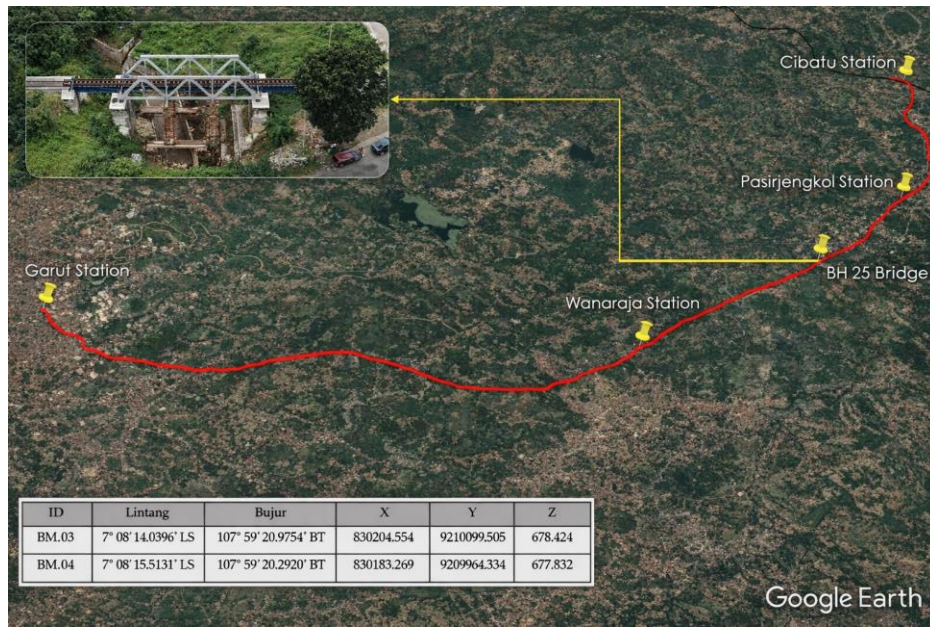 Cibatu Station
Pasirjengkol Station
BH 25 Bridge
Garut Station
Wanaraja Station
ID Lintang Bujur X Y Z
BM.03 7° 08' 14.0396' LS 107° 59' 20.9754' BT 830204.554 9210099.505 678.424
BM.04 7° 08' 15.5131' LS 107° 59' 20.2920' BT 830183.269 9209964.334 677.832
Google Earth